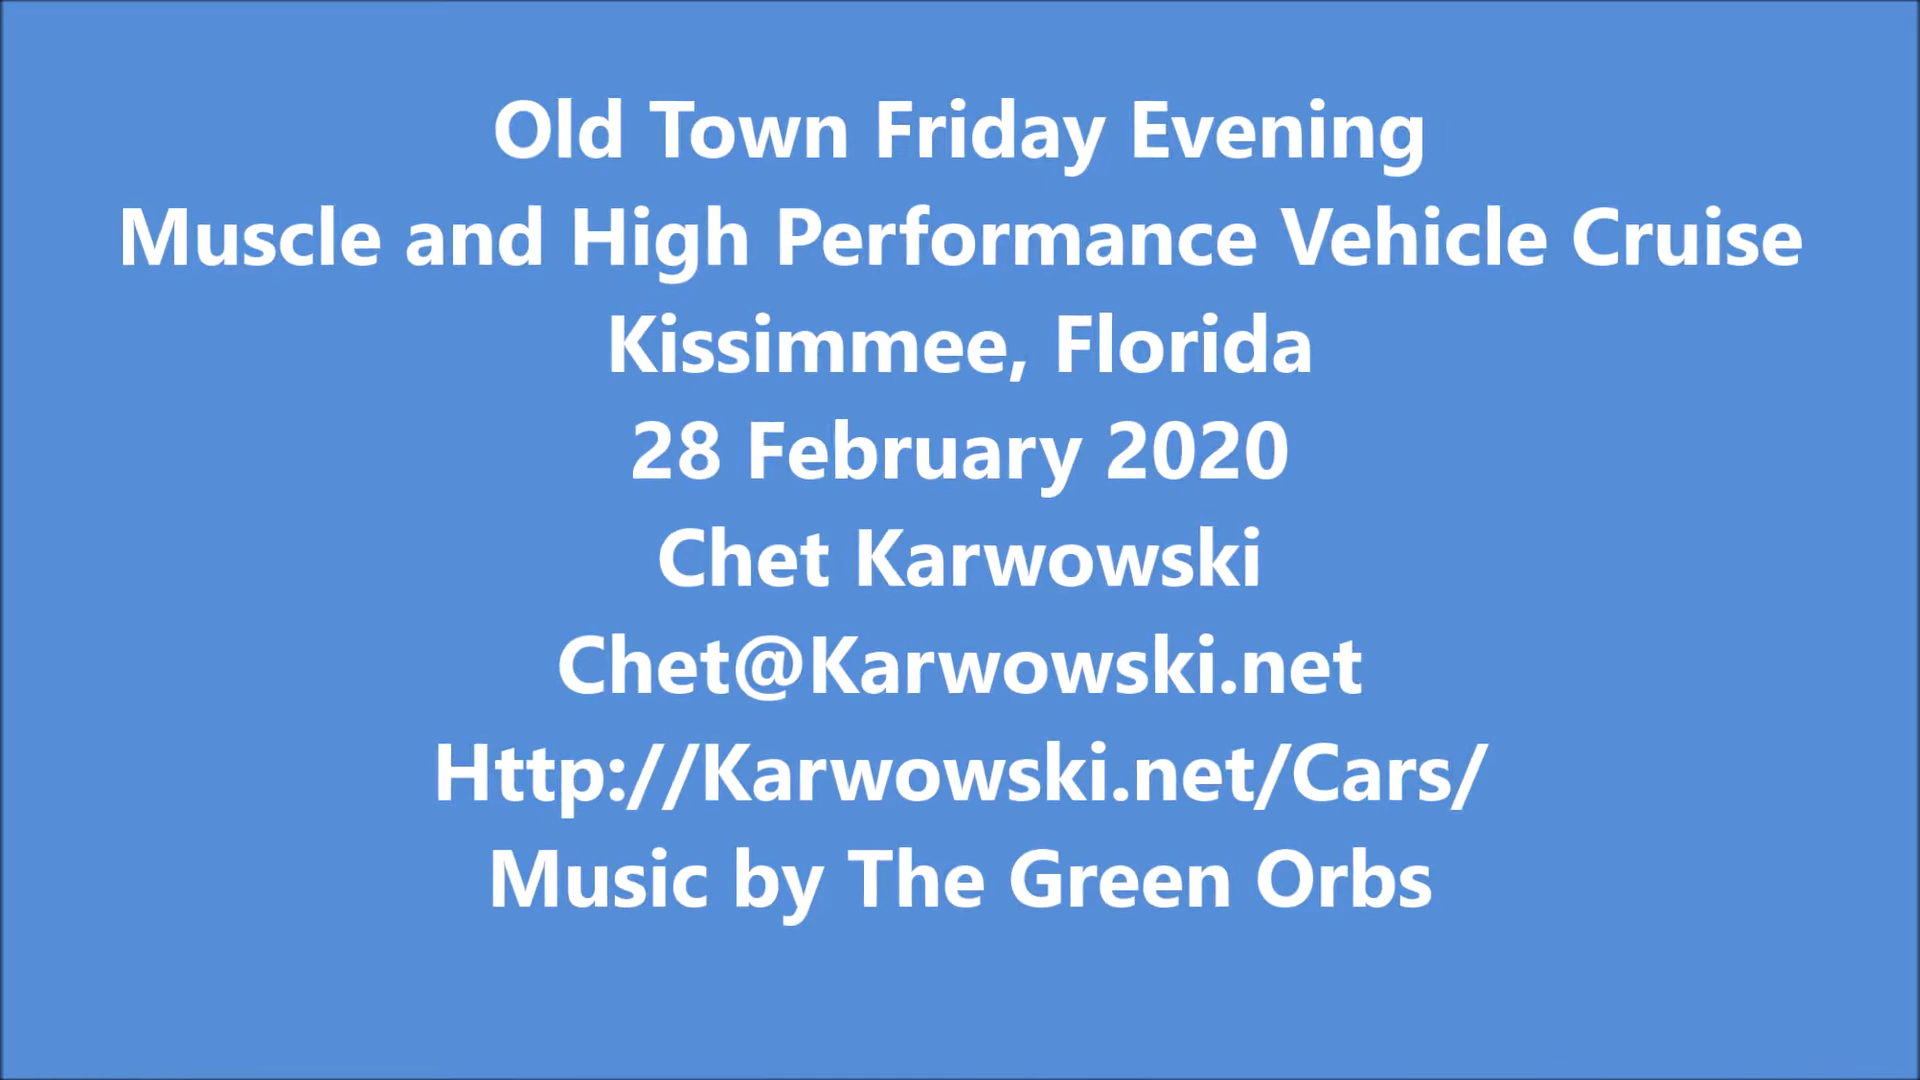 Old Town Friday Evening
Muscle and High Performance Vehicle Cruise
Kissimmee, Florida
28 February 2020
Chet Karwowski
Chet@Karwowski.net
Http://Karwowski.net/Cars/
Music by The Green Orbs